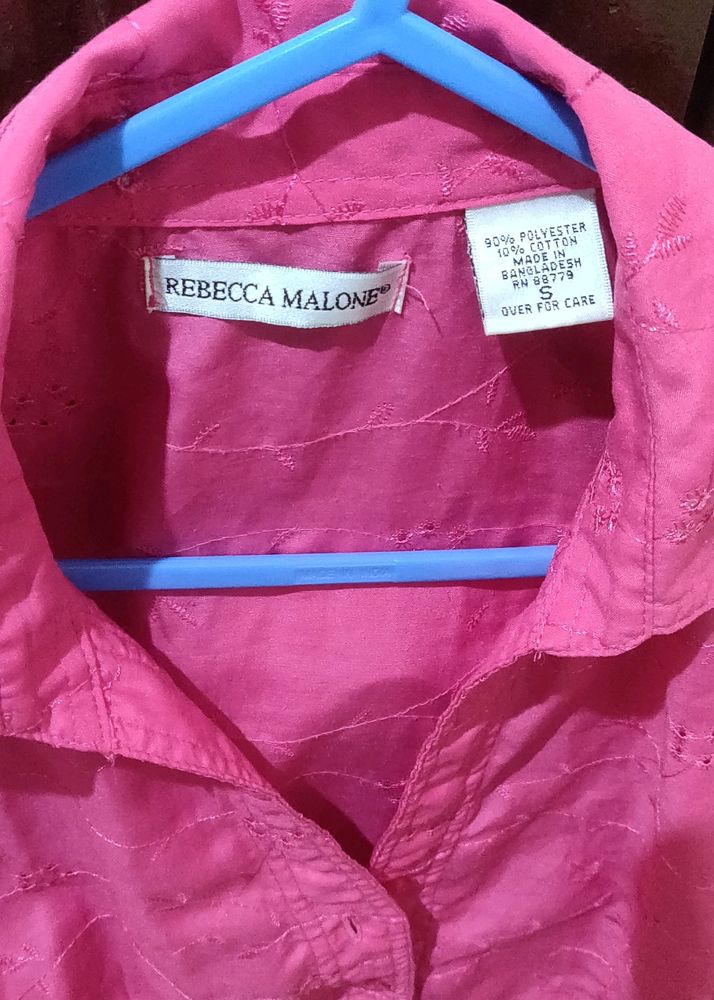 REBECCA MALONE®
90% POLYESTER
10% COTTON
MADE IN
BANGLADESH
RN 88779
S
OVER FOR CARE